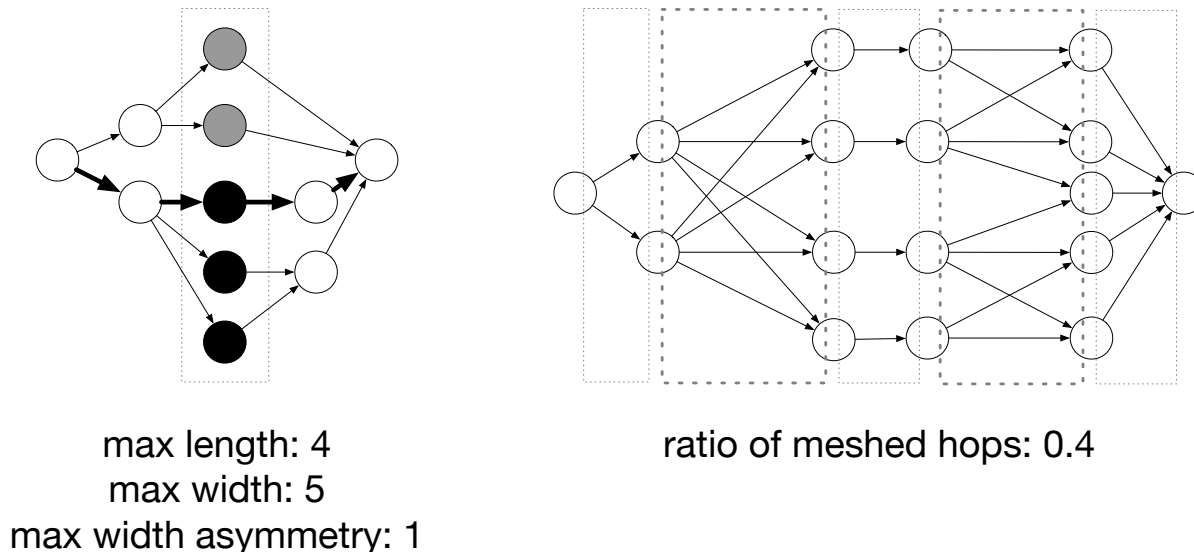 max length: 4
max width: 5
max width asymmetry: 1
ratio of meshed hops: 0.4